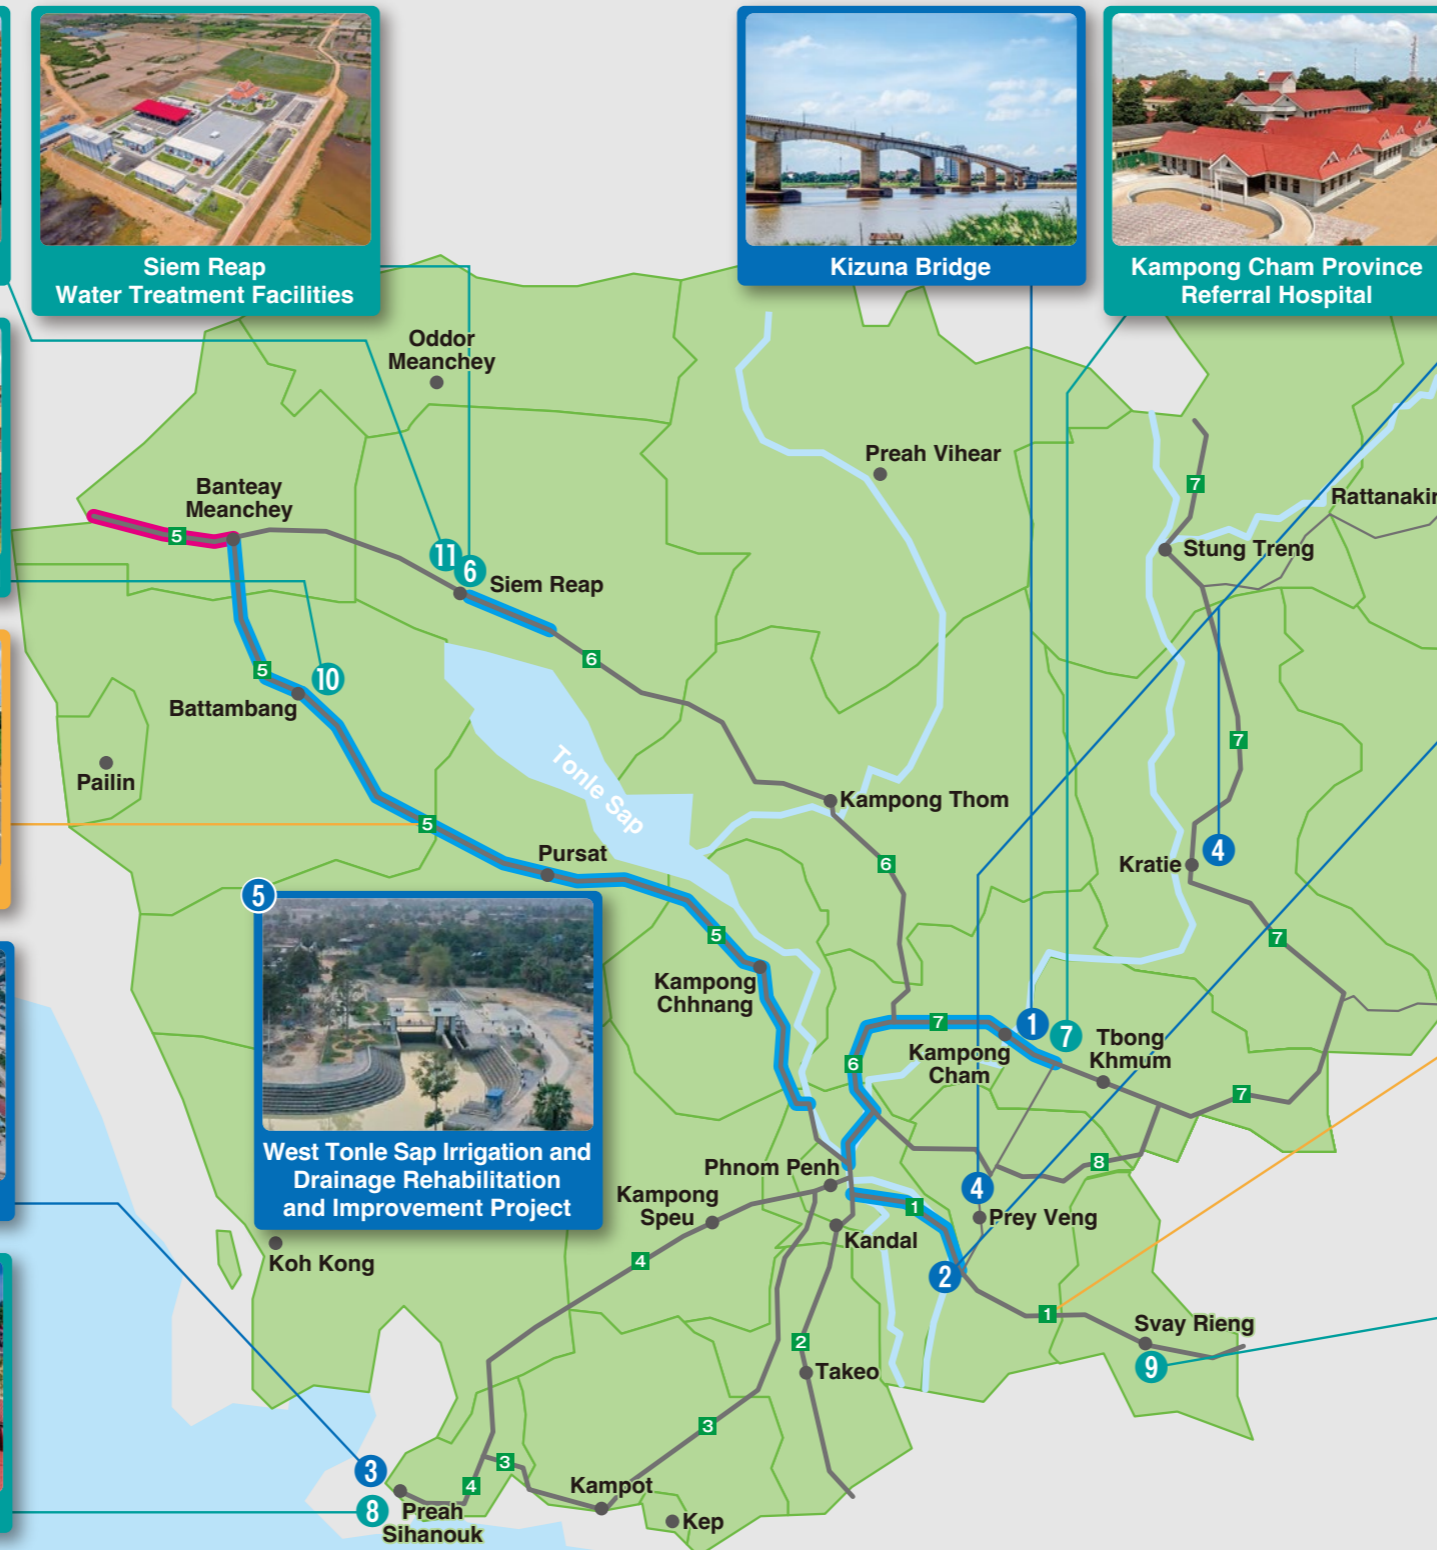 Siem Reap
Water Treatment Facilities
Kizuna Bridge
Kampong Cham Province
Referral Hospital
Oddor
Meanchey
Preah Vihear
7
Rattanakir
Banteay
Meanchey
5
Stung Treng
11
6
Siem Reap
6
5
10
Battambang
7
Pailin
Tonle Sap
Kampong Thom
5
Pursat
6
Kratie
4
5
5
7
West Tonle Sap Irrigation and
Drainage Rehabilitation
and Improvement Project
Kampong
Chhnang
7
1
7
Kampong
Cham
Tbong
Khmum
6
7
8
Phnom Penh
4
Kampong
Speu
1
Prey Veng
Kandal
Koh Kong
4
2
1
Svay Rieng
9
2
Takeo
3
3
3
4
Kampot
8
Preah
Sihanouk
Kep